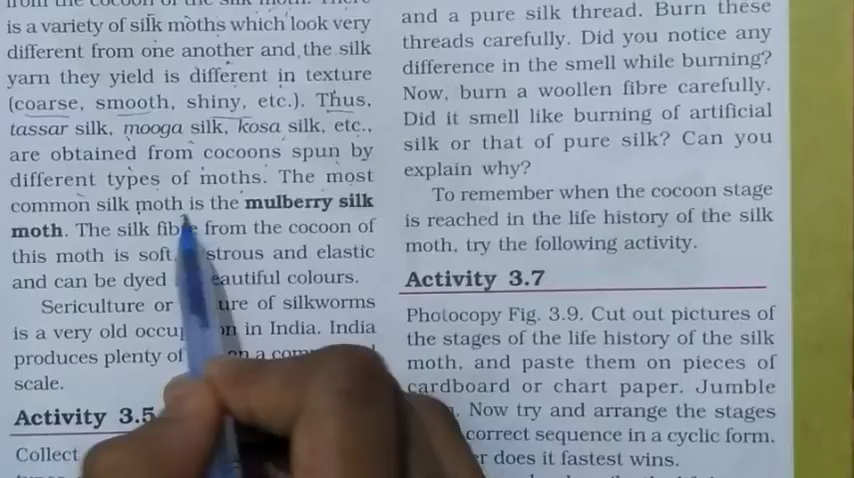 is a variety of silk moths which look very
different from one another and the silk
yarn they yield is different in texture
(coarse, smooth, shiny, etc.). Thus,
tassar silk, mooga silk, kosa silk, etc.,
are obtained from cocoons spun by
different types of moths. The most
common silk moth is the mulberry silk
moth. The silk fibre from the cocoon of
this moth is soft, strous and elastic
and can be dyed eautiful colours.
Sericulture or ure of silkworms
is a very old occup on in India. India
produces plenty of on a com
scale.
Activity 3.5
Collect
and a pure silk thread. Burn these
threads carefully. Did you notice any
difference in the smell while burning?
Now, burn a woollen fibre carefully.
Did it smell like burning of artificial
silk or that of pure silk? Can you
explain why?
To remember when the cocoon stage
is reached in the life history of the silk
moth, try the following activity.
Activity 3.7
Photocopy Fig. 3.9. Cut out pictures of
the stages of the life history of the silk
moth, and paste them on pieces of
cardboard or chart paper. Jumble
. Now try and arrange the stages
correct sequence in a cyclic form.
r does it fastest wins.